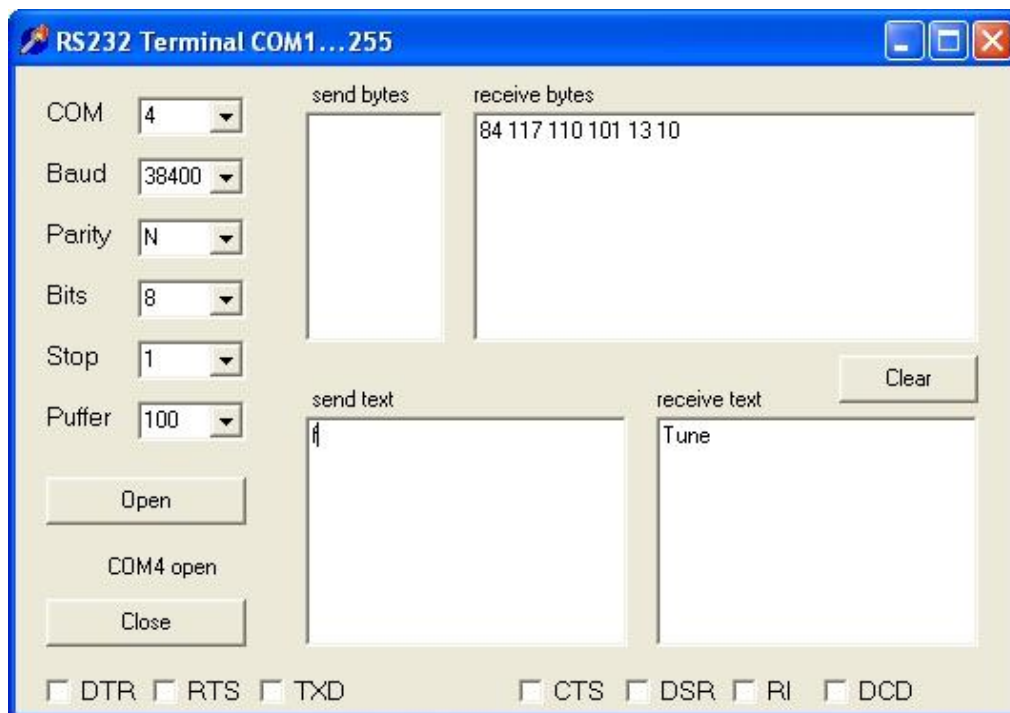 RS232 Terminal COM1...255
COM 4
Baud 38400
Parity N
Bits 8
Stop 1
Puffer 100
Open
COM4 open
Close
send bytes
receive bytes
84 117 110 101 13 10
Clear
send text
f
receive text
Tune
DTR RTS TXD CTS DSR RI DCD